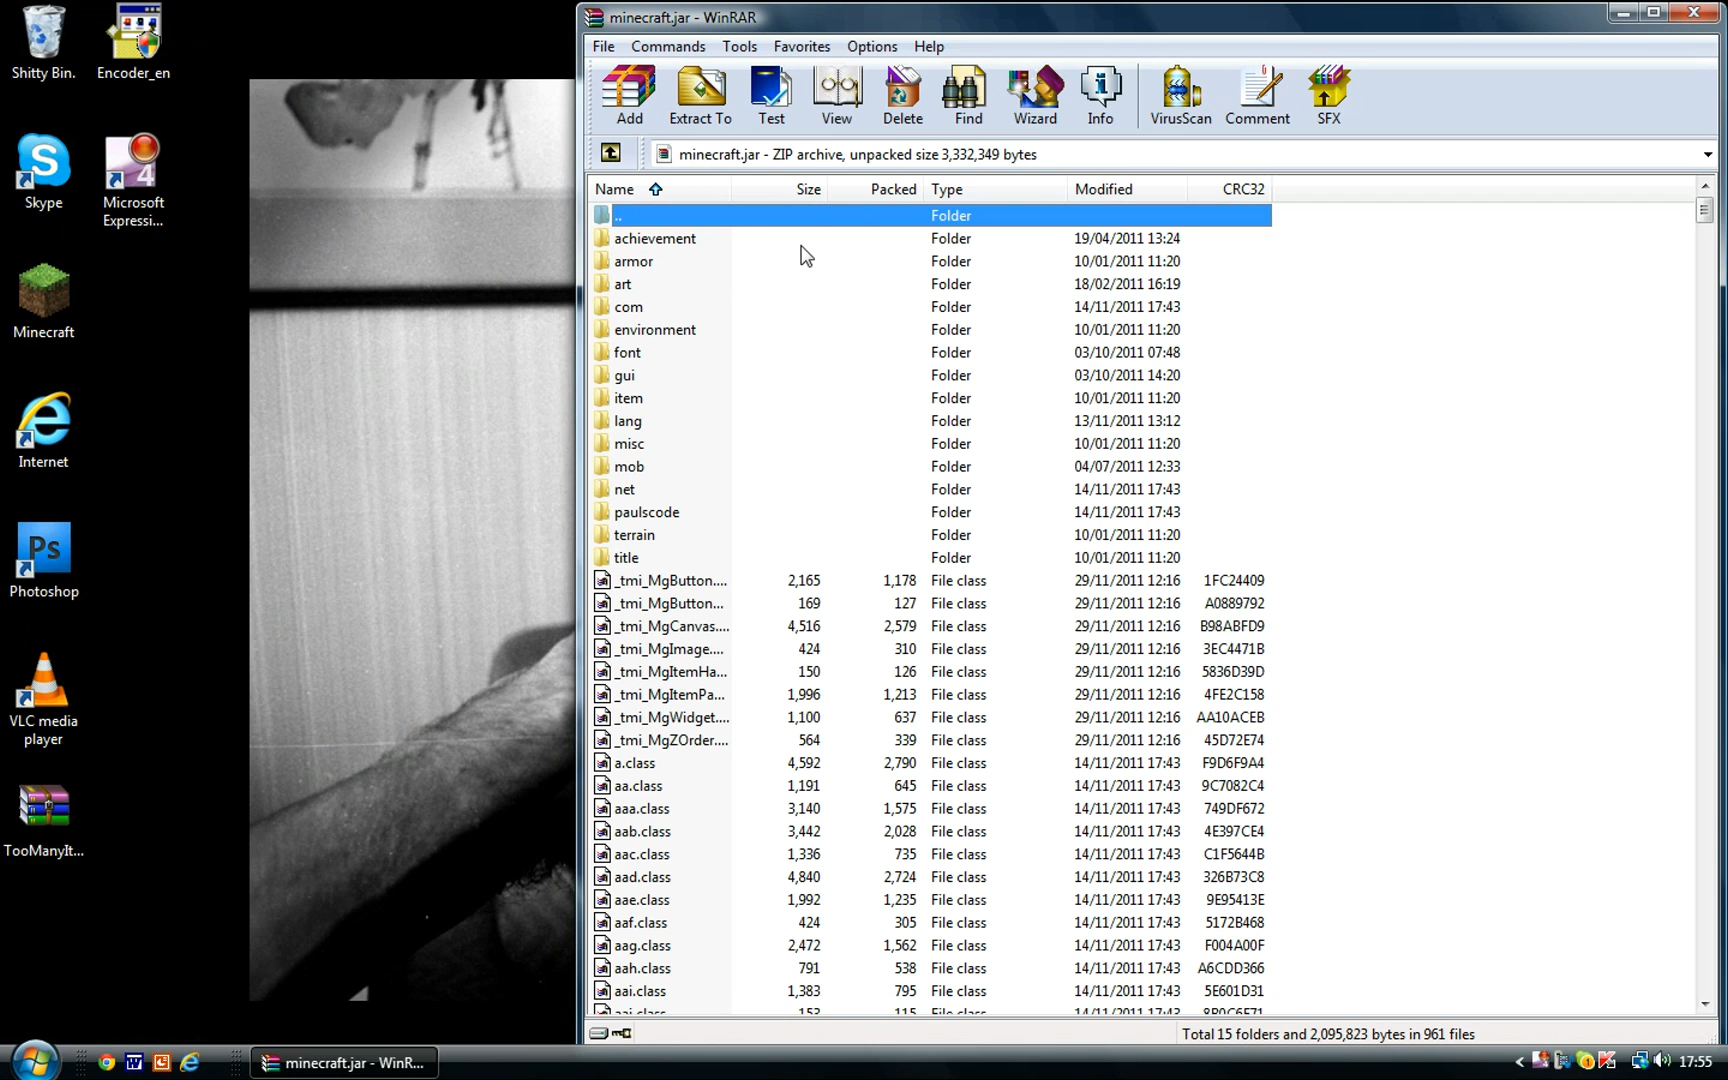 Shitty Bin.
Encoder_en
Skype
Microsoft
Expressi...
Minecraft
Internet
Photoshop
VLC media
player
TooManyIt...
minecraft.jar - WinRAR
File Commands Tools Favorites Options Help
Add Extract To Test View Delete Find Wizard Info VirusScan Comment SFX
minecraft.jar - ZIP archive, unpacked size 3,332,349 bytes
Name Size Packed Type Modified CRC32
.. Folder
achievement Folder 19/04/2011 13:24
armor Folder 10/01/2011 11:20
art Folder 18/02/2011 16:19
com Folder 14/11/2011 17:43
environment Folder 10/01/2011 11:20
font Folder 03/10/2011 07:48
gui Folder 03/10/2011 14:20
item Folder 10/01/2011 11:20
lang Folder 13/11/2011 13:12
misc Folder 10/01/2011 11:20
mob Folder 04/07/2011 12:33
net Folder 14/11/2011 17:43
paulscode Folder 14/11/2011 17:43
terrain Folder 10/01/2011 11:20
title Folder 10/01/2011 11:20
_tmi_MgButton.... 2,165 1,178 File class 29/11/2011 12:16 1FC24409
_tmi_MgButton... 169 127 File class 29/11/2011 12:16 A0889792
_tmi_MgCanvas.... 4,516 2,579 File class 29/11/2011 12:16 B98ABFD9
_tmi_MgImage.... 424 310 File class 29/11/2011 12:16 3EC4471B
_tmi_MgItemHa... 150 126 File class 29/11/2011 12:16 5836D39D
_tmi_MgItemPa... 1,996 1,213 File class 29/11/2011 12:16 4FE2C158
_tmi_MgWidget.... 1,100 637 File class 29/11/2011 12:16 AA10ACEB
_tmi_MgZOrder.... 564 339 File class 29/11/2011 12:16 45D72E74
a.class 4,592 2,790 File class 14/11/2011 17:43 F9D6F9A4
aa.class 1,191 645 File class 14/11/2011 17:43 9C7082C4
aaa.class 3,140 1,575 File class 14/11/2011 17:43 749DF672
aab.class 3,442 2,028 File class 14/11/2011 17:43 4E397CE4
aac.class 1,336 735 File class 14/11/2011 17:43 C1F5644B
aad.class 4,840 2,724 File class 14/11/2011 17:43 326B73C8
aae.class 1,992 1,235 File class 14/11/2011 17:43 9E95413E
aaf.class 424 305 File class 14/11/2011 17:43 5172B468
aag.class 2,472 1,562 File class 14/11/2011 17:43 F004A00F
aah.class 791 538 File class 14/11/2011 17:43 A6CDD366
aai.class 1,383 795 File class 14/11/2011 17:43 5E601D31
Total 15 folders and 2,095,823 bytes in 961 files
minecraft.jar - WinR...
17:55